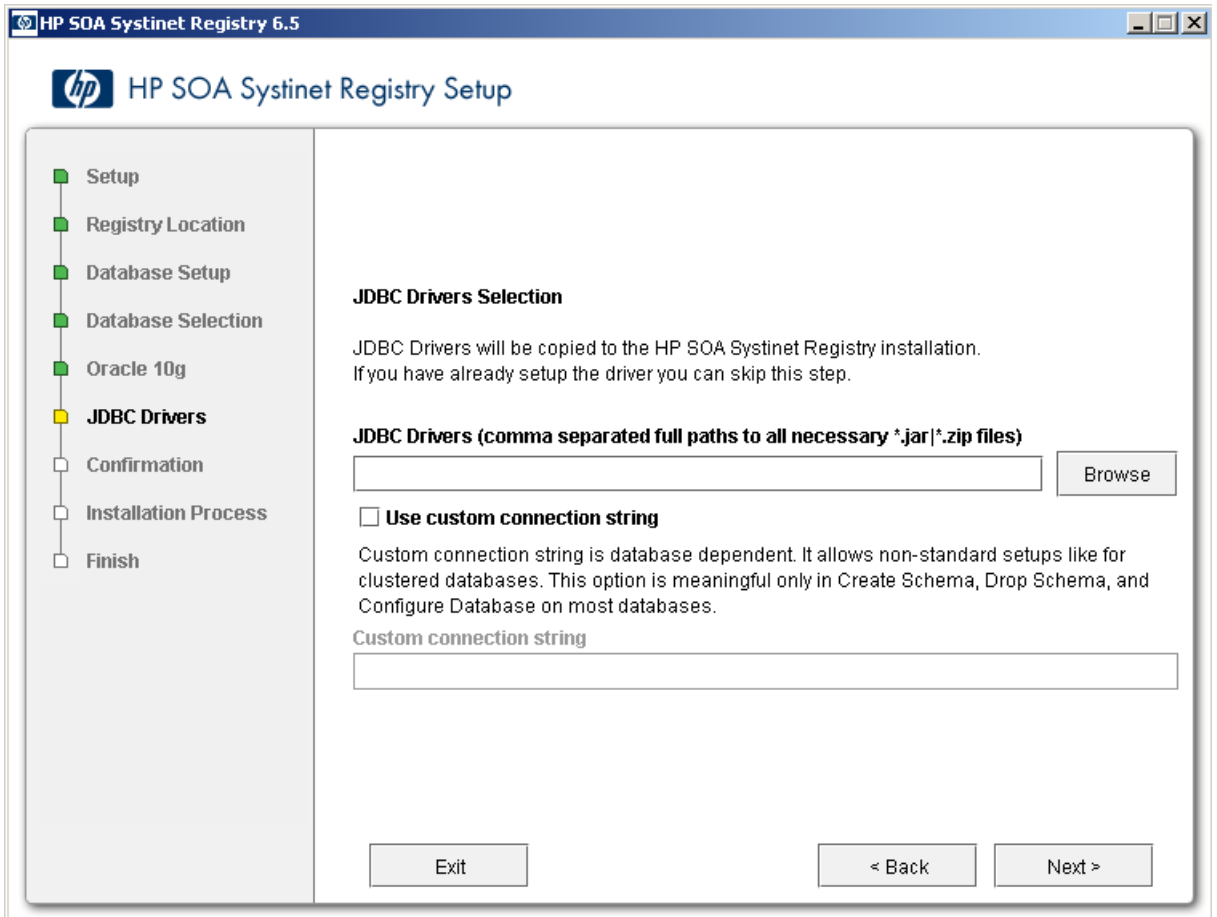 HP SOA Systinet Registry 6.5
hp HP SOA Systinet Registry Setup
Setup
Registry Location
Database Setup
Database Selection
Oracle 10g
JDBC Drivers
Confirmation
Installation Process
Finish
JDBC Drivers Selection
JDBC Drivers will be copied to the HP SOA Systinet Registry installation.
If you have already setup the driver you can skip this step.
JDBC Drivers (comma separated full paths to all necessary *.jar|*.zip files)
Browse
Use custom connection string
Custom connection string is database dependent. It allows non-standard setups like for
clustered databases. This option is meaningful only in Create Schema, Drop Schema, and
Configure Database on most databases.
Custom connection string
Exit
< Back
Next >